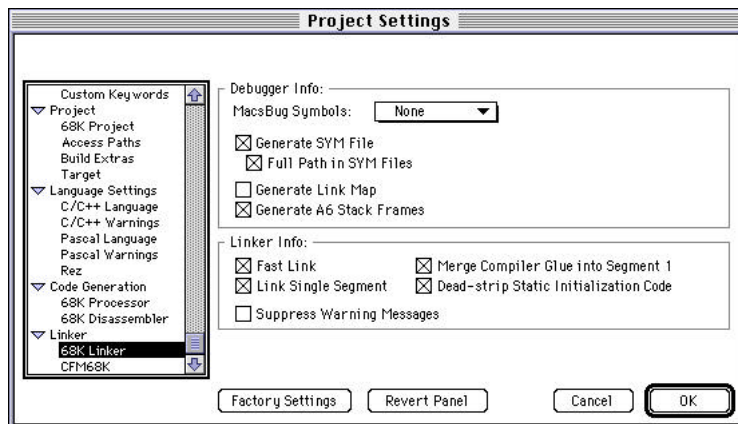 Project Settings
Custom Keywords
Project
68K Project
Access Paths
Build Extras
Target
Language Settings
C/C++ Language
C/C++ Warnings
Pascal Language
Pascal Warnings
Rez
Code Generation
68K Processor
68K Disassembler
Linker
68K Linker
CFM68K
Debugger Info:
MacsBug Symbols: None
Generate SYM File
Full Path in SYM Files
Generate Link Map
Generate A6 Stack Frames
Linker Info:
Fast Link
Merge Compiler Glue into Segment 1
Link Single Segment
Dead-strip Static Initialization Code
Suppress Warning Messages
Factory Settings
Revert Panel
Cancel
OK